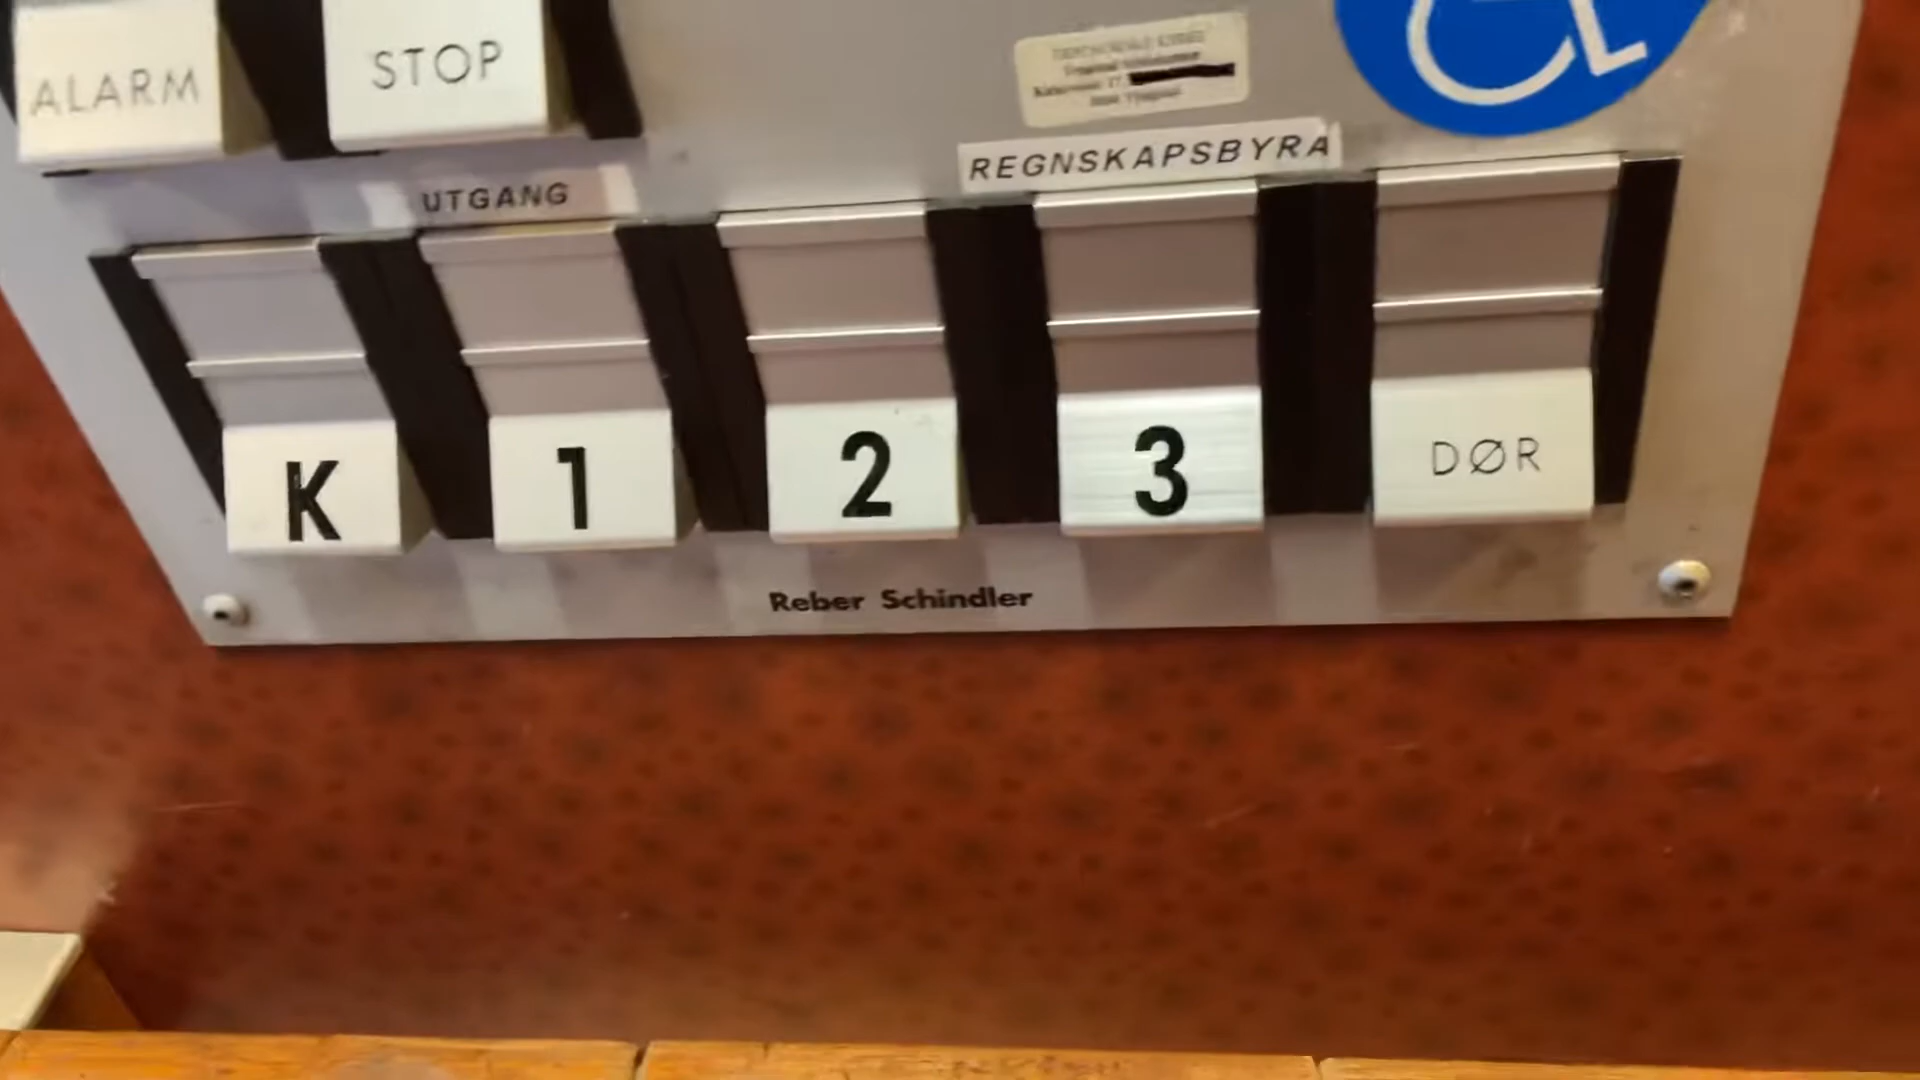 ALARM
STOP
UTGANG
REGNSKAPSBYRA
K
1
2
3
DØR
Reber Schindler